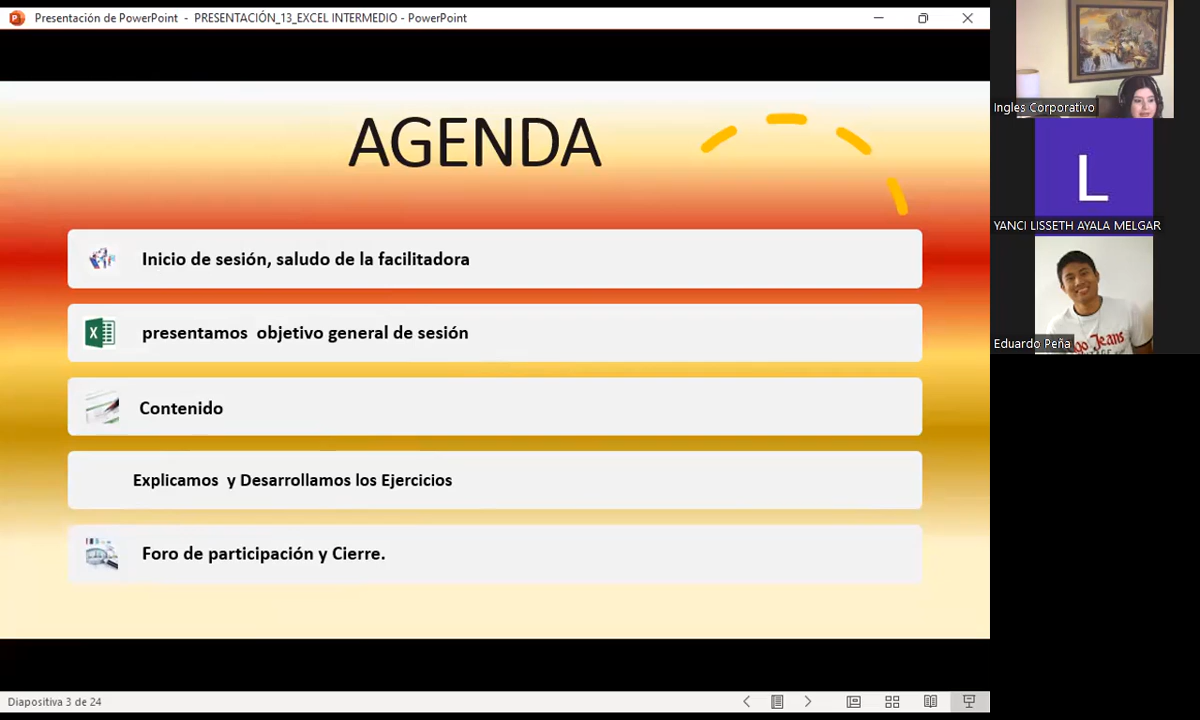 Presentación de PowerPoint - PRESENTACIÓN_13_EXCEL INTERMEDIO - PowerPoint
AGENDA
Inicio de sesión, saludo de la facilitadora
presentamos objetivo general de sesión
Contenido
Explicamos y Desarrollamos los Ejercicios
Foro de participación y Cierre.
Diapositiva 3 de 24
Ingles Corporativo
L
YANCI LISSETH AYALA MELGAR
Eduardo Peña
Jeans